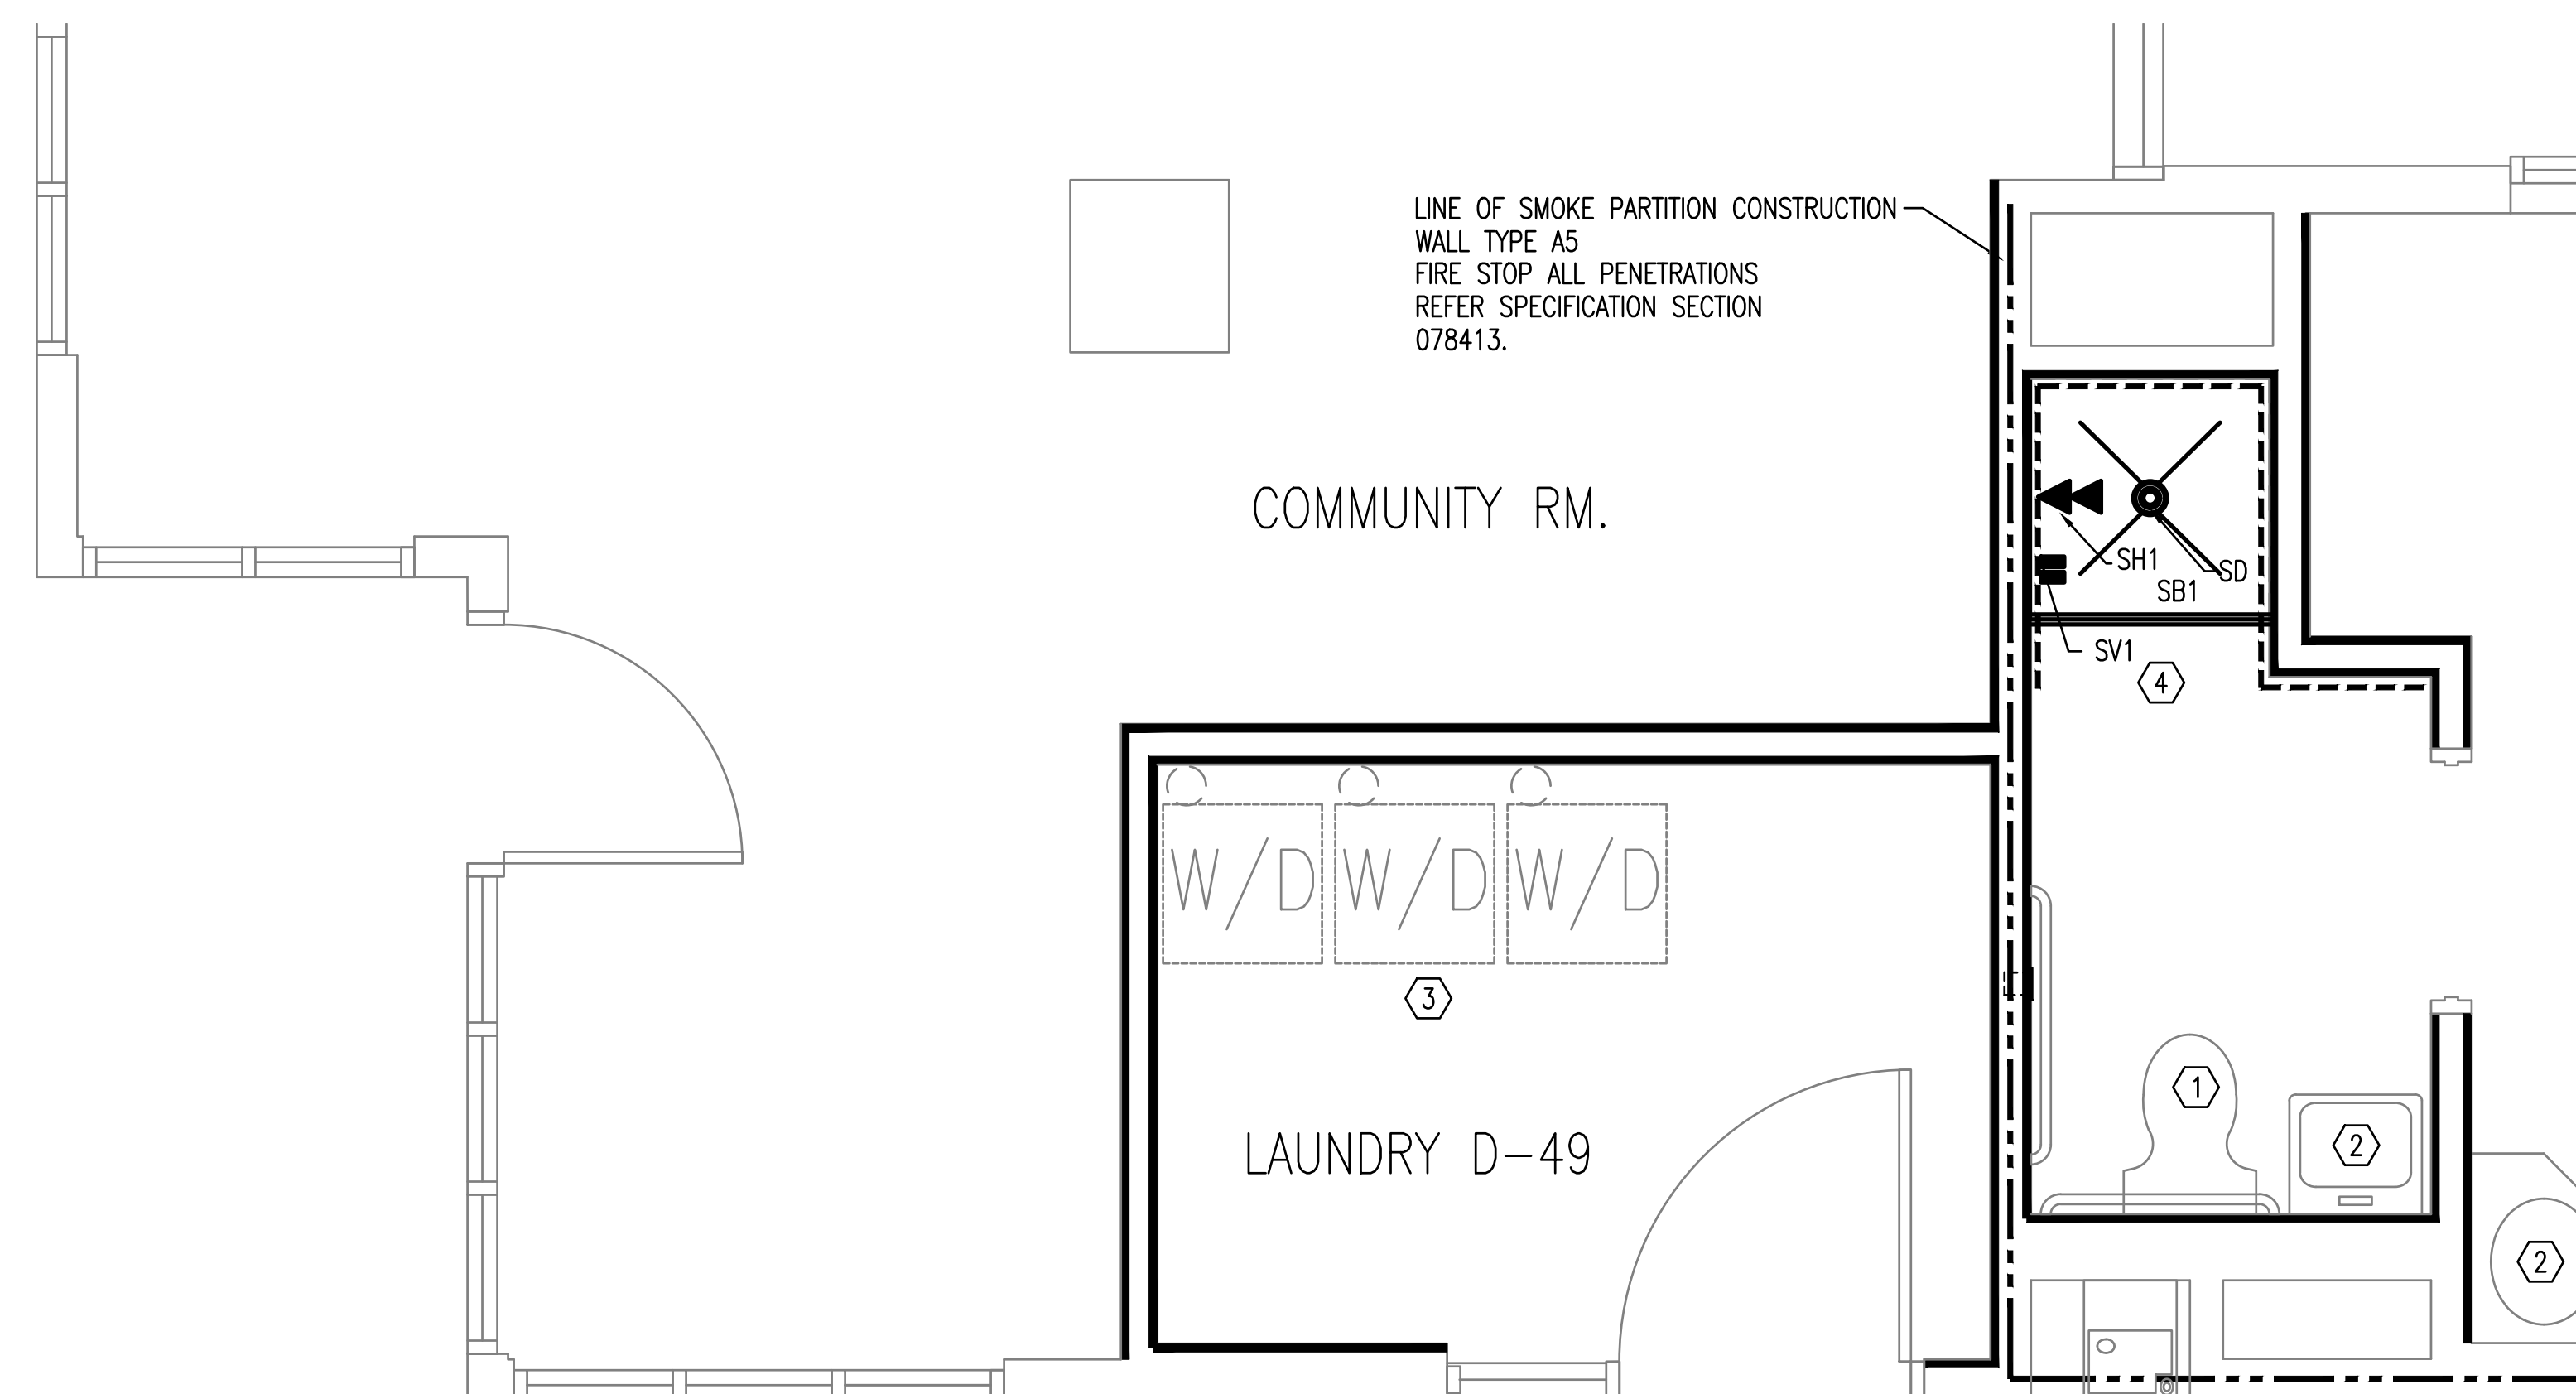 LINE OF SMOKE PARTITION CONSTRUCTION
WALL TYPE A5
FIRE STOP ALL PENETRATIONS
REFER SPECIFICATION SECTION
078413.
COMMUNITY RM.
SH1
SD
SB1
SV1
4
W/D W/D W/D
3
1
LAUNDRY D-49
2
2